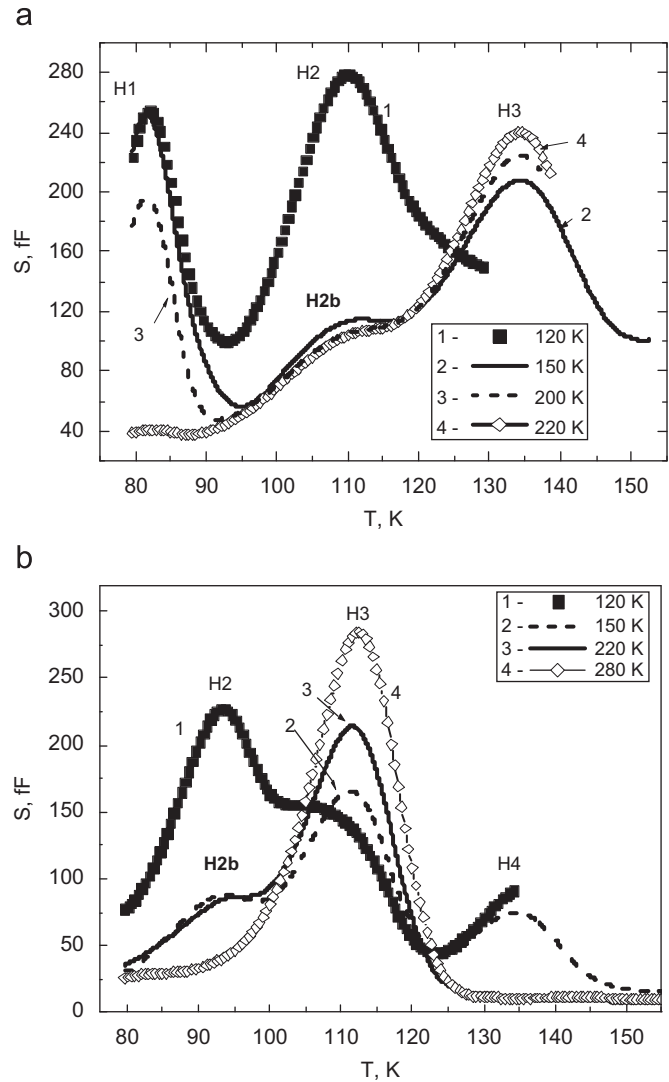 a
280
240
200
160
120
80
40
S, fF
H1
H2
1
H3
4
2
3
H2b
1 - 120 K
2 - 150 K
3 - 200 K
4 - 220 K
80 90 100 110 120 130 140 150
T, K
b
300
250
200
150
100
50
0
S, fF
1 - 120 K
2 - 150 K
3 - 220 K
4 - 280 K
H3
H2
3
4
1
2
H2b
H4
80 90 100 110 120 130 140 150
T, K